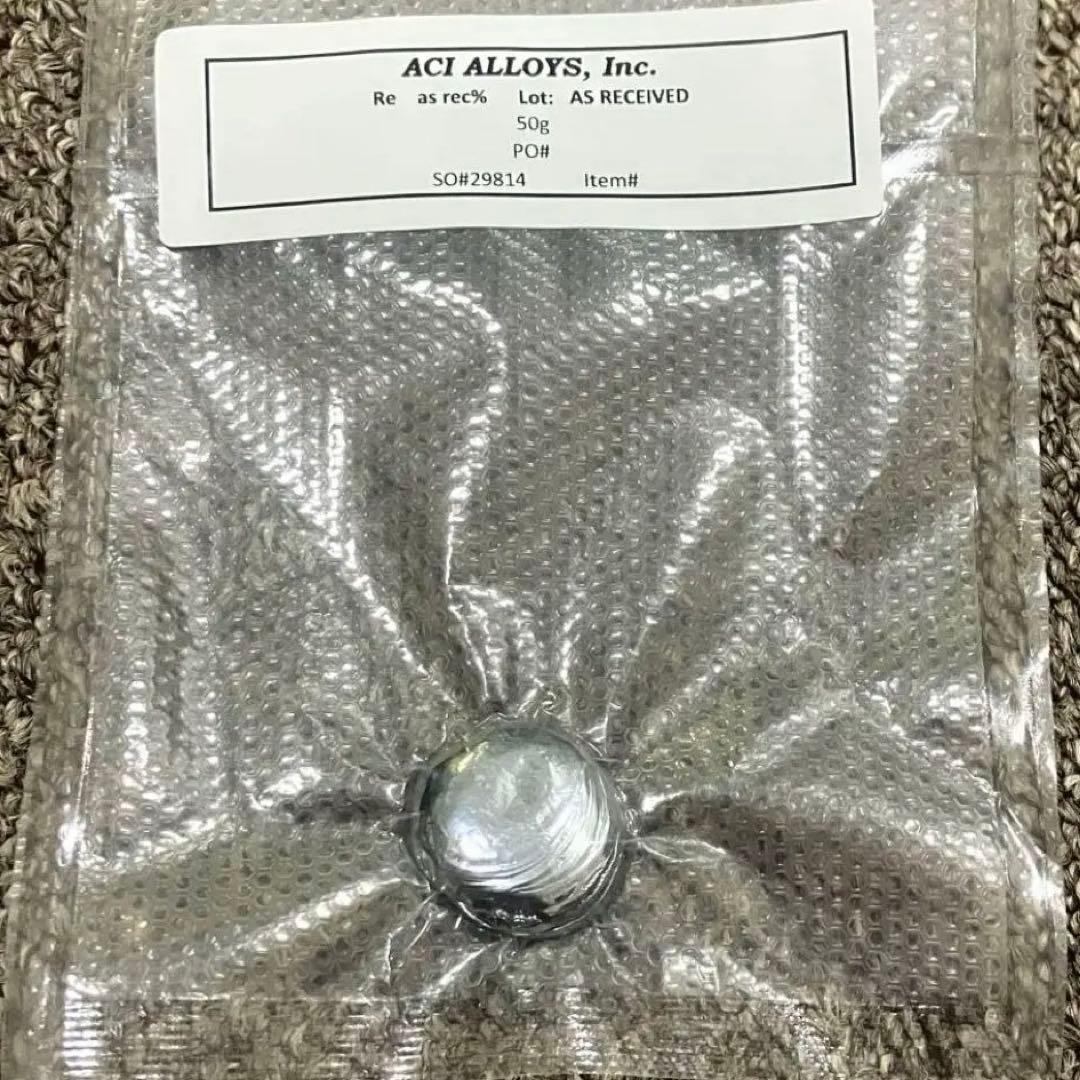 ACI ALLOYS, Inc.
Re as rec% Lot: AS RECEIVED
50g
PO#
SO#29814 Item#